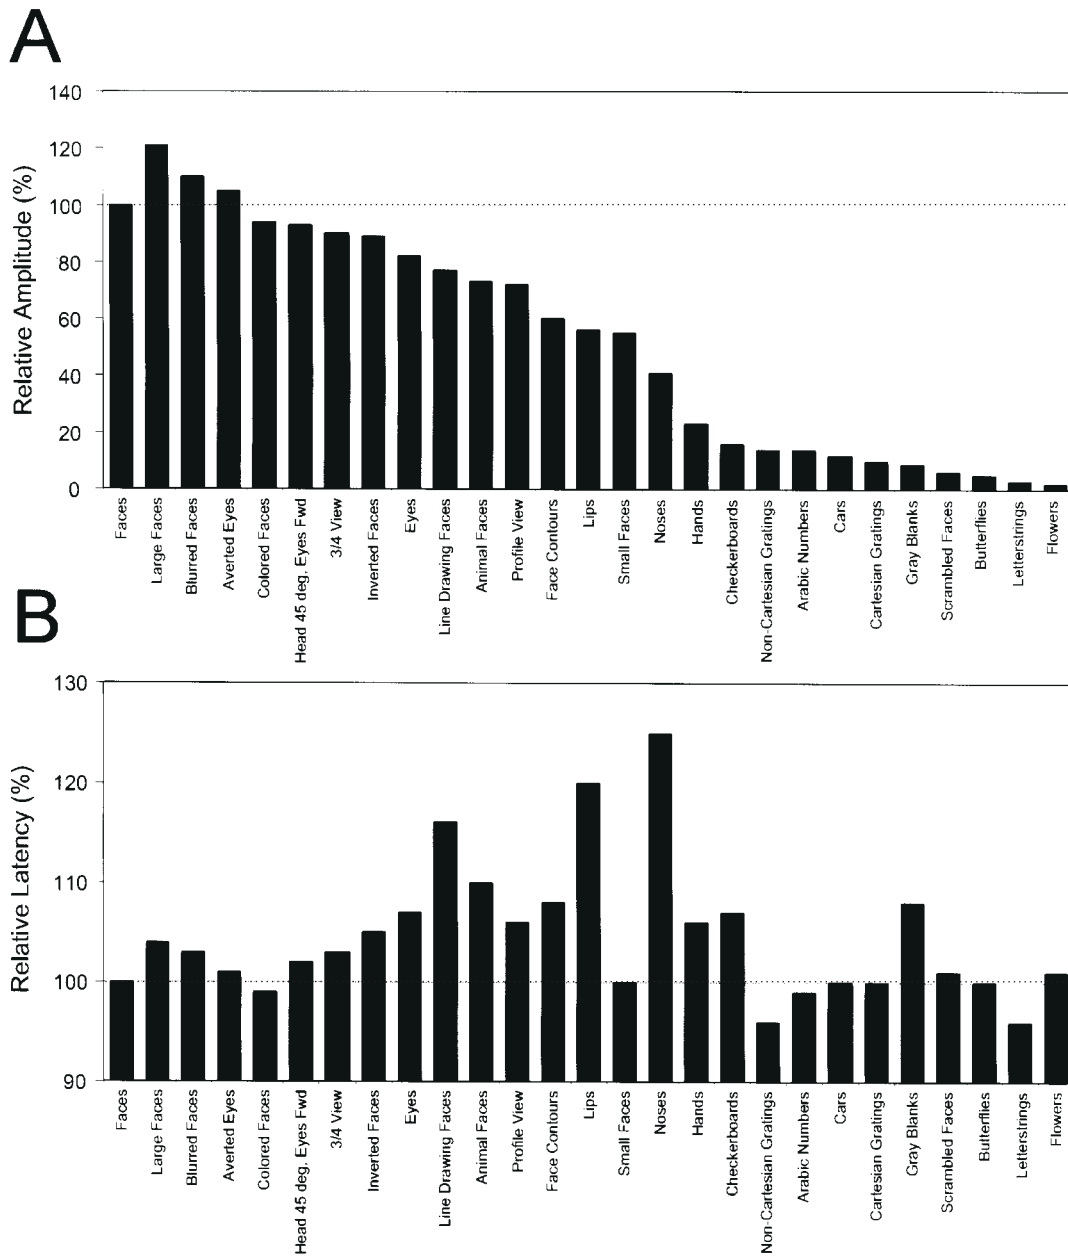 A
140
120
100
80
60
40
20
0
Relative Amplitude (%)
Faces
Large Faces
Blurred Faces
Averted Eyes
Colored Faces
Head 45 deg, Eyes Fwd
3/4 View
Inverted Faces
Eyes
Line Drawing Faces
Animal Faces
Profile View
Face Contours
Lips
Small Faces
Noses
Hands
Checkerboards
Non-Cartesian Gratings
Arabic Numbers
Cars
Cartesian Gratings
Gray Blanks
Scrambled Faces
Butterflies
Letterstrings
Flowers
B
130
120
110
100
90
Relative Latency (%)
Faces
Large Faces
Blurred Faces
Averted Eyes
Colored Faces
Head 45 deg, Eyes Fwd
3/4 View
Inverted Faces
Eyes
Line Drawing Faces
Animal Faces
Profile View
Face Contours
Lips
Small Faces
Noses
Hands
Checkerboards
Non-Cartesian Gratings
Arabic Numbers
Cars
Cartesian Gratings
Gray Blanks
Scrambled Faces
Butterflies
Letterstrings
Flowers